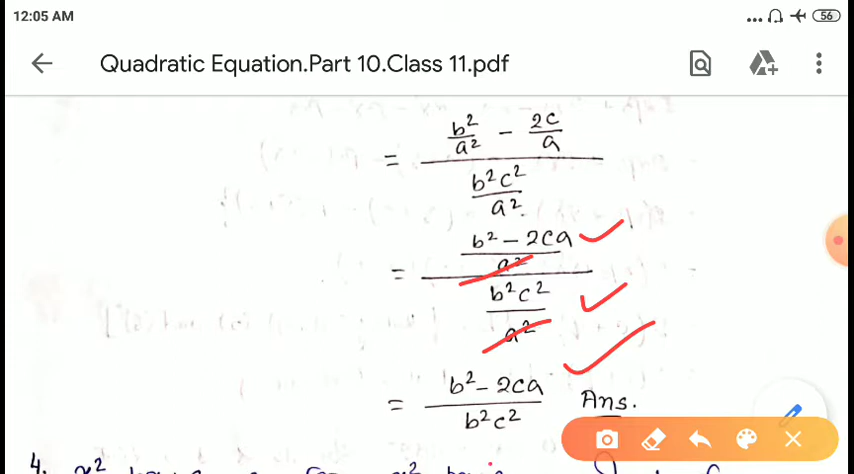 12:05 AM ... 56
Quadratic Equation.Part 10.Class 11.pdf
= (b²/a² - 2c/a) / (b²c²/a²)
= ((b² - 2ca)/a²) / (b²c²/a²)
= (b² - 2ca) / (b²c²) Ans.
4. x²